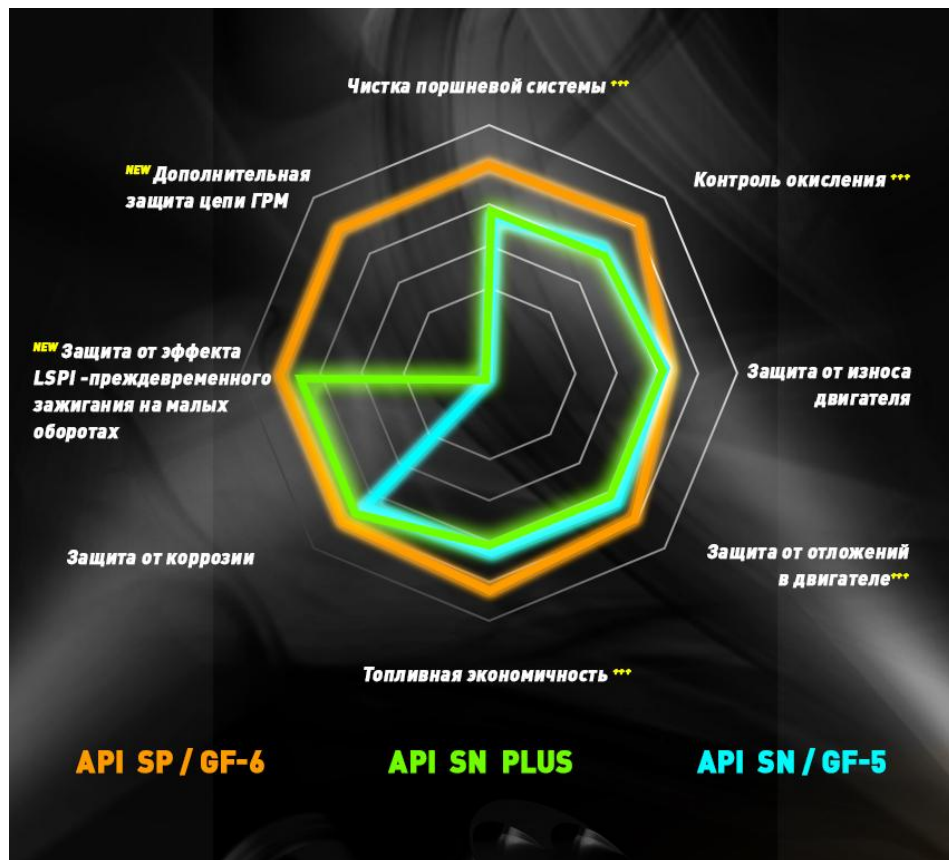 Чистка поршневой системы ↑↑↑
NEW Дополнительная
защита цепи ГРМ
Контроль окисления ↑↑↑
NEW Защита от эффекта
LSPI -преждевременного
зажигания на малых
оборотах
Защита от износа
двигателя
Защита от коррозии
Защита от отложений
в двигателе↑↑↑
Топливная экономичность ↑↑↑
API SP / GF-6
API SN PLUS
API SN / GF-5